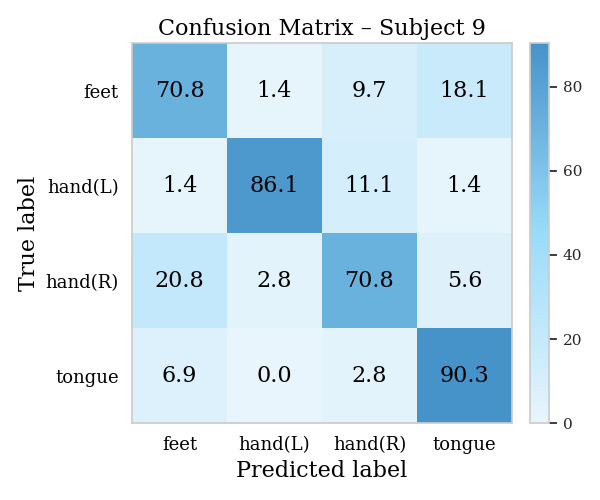 Confusion Matrix – Subject 9
feet 70.8 1.4 9.7 18.1
hand(L) 1.4 86.1 11.1 1.4
hand(R) 20.8 2.8 70.8 5.6
tongue 6.9 0.0 2.8 90.3
feet hand(L) hand(R) tongue
Predicted label
True label
80
60
40
20
0